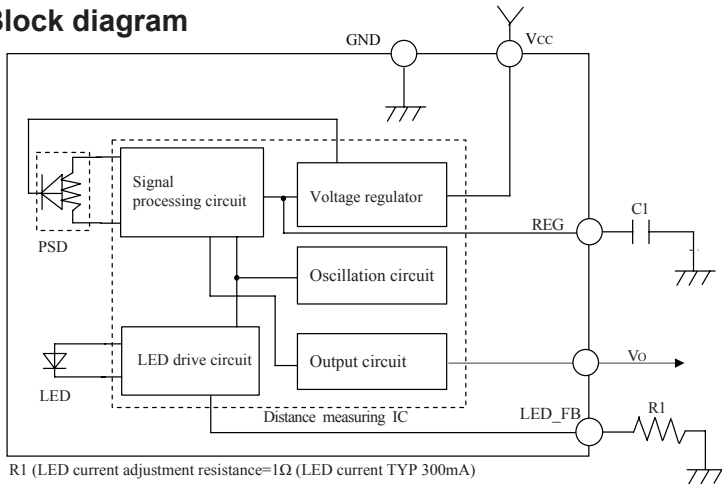 Block diagram
GND
Vcc
Signal
processing circuit
Voltage regulator
PSD
REG
C1
Oscillation circuit
LED drive circuit
Output circuit
Vo
LED
Distance measuring IC
LED_FB
R1
R1 (LED current adjustment resistance=1Ω (LED current TYP 300mA)